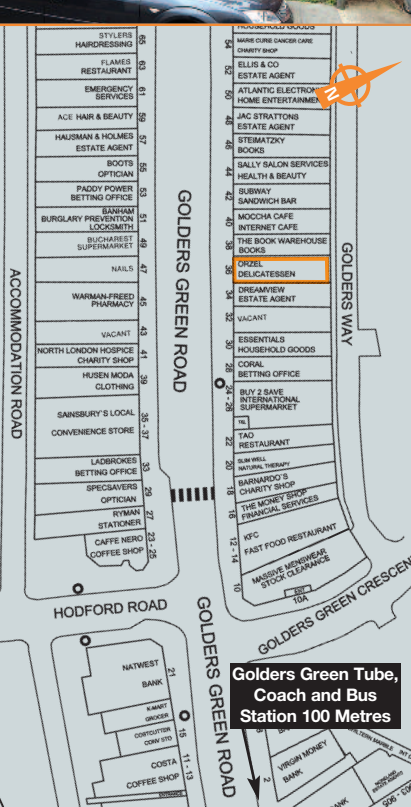 STYLERS
HAIRDRESSING
65
FLAMES
RESTAURANT
63
EMERGENCY
SERVICES
61
ACE HAIR & BEAUTY
59
HAUSMAN & HOLMES
ESTATE AGENT
57
BOOTS
OPTICIAN
55
PADDY POWER
BETTING OFFICE
53
BANHAM
BURGLARY PREVENTION
LOCKSMITH
51
BUCHAREST
SUPERMARKET
49
NAILS
47
WARMAN-FREED
PHARMACY
45
VACANT
43
NORTH LONDON HOSPICE
CHARITY SHOP
41
HUSEN MODA
CLOTHING
39
SAINSBURY'S LOCAL
CONVENIENCE STORE
35 - 37
LADBROKES
BETTING OFFICE
33
SPECSAVERS
OPTICIAN
29
RYMAN
STATIONER
27
CAFFE NERO
COFFEE SHOP
23 - 25
ACCOMMODATION ROAD
GOLDERS GREEN ROAD
HOUSEHOLD GOODS
54
MARIE CURIE CANCER CARE
CHARITY SHOP
52
ELLIS & CO
ESTATE AGENT
50
ATLANTIC ELECTRON
HOME ENTERTAINMEN
N
48
JAC STRATTONS
ESTATE AGENT
46
STEIMATZKY
BOOKS
44
SALLY SALON SERVICES
HEALTH & BEAUTY
42
SUBWAY
SANDWICH BAR
40
MOCCHA CAFE
INTERNET CAFE
38
THE BOOK WAREHOUSE
BOOKS
36
ORZEL
DELICATESSEN
34
DREAMVIEW
ESTATE AGENT
32
VACANT
30
ESSENTIALS
HOUSEHOLD GOODS
28
CORAL
BETTING OFFICE
24 - 26
BUY 2 SAVE
INTERNATIONAL
SUPERMARKET
22
TAO
RESTAURANT
20
SLIM WELL
NATURAL THERAPY
18
BARNARDO'S
CHARITY SHOP
16
THE MONEY SHOP
FINANCIAL SERVICES
12 - 14
KFC
FAST FOOD RESTAURANT
10
MASSIVE MENSWEAR
STOCK CLEARANCE
10A
GOLDERS WAY
HODFORD ROAD
GOLDERS GREEN CRESCEN
GOLDERS GREEN ROAD
NATWEST
BANK
21
K-MART
GROCER
COSTCUTTER
CONV STO
15
COSTA
COFFEE SHOP
11 - 13
ENTRANCE
Golders Green Tube,
Coach and Bus
Station 100 Metres
VIRGIN MONEY
BANK
2